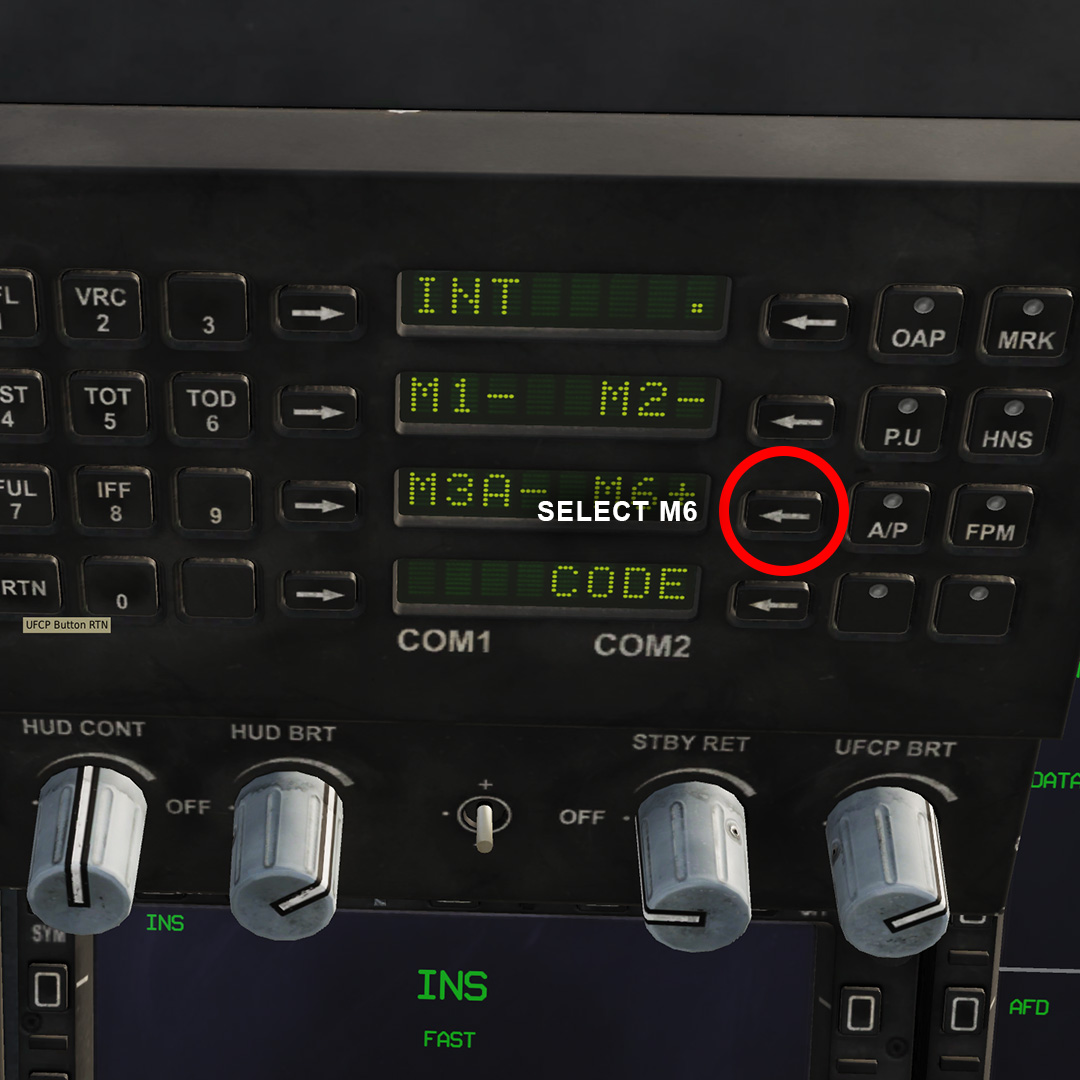 INT .
M1- M2-
M3A- M6+
CODE
SELECT M6
COM1 COM2
FL
1
VRC
2
3
ST
4
TOT
5
TOD
6
FUL
7
IFF
8
9
RTN
0
UFCP Button RTN
OAP
MRK
P.U
HNS
A/P
FPM
HUD CONT
HUD BRT
STBY RET
UFCP BRT
OFF
OFF
+
SYM
INS
INS
FAST
DATA
AFD